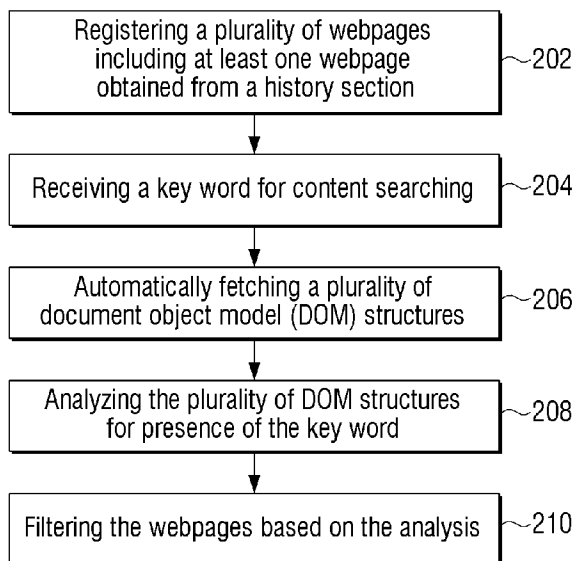 Registering a plurality of webpages
including at least one webpage
obtained from a history section
202
Receiving a key word for content searching
204
Automatically fetching a plurality of
document object model (DOM) structures
206
Analyzing the plurality of DOM structures
for presence of the key word
208
Filtering the webpages based on the analysis
210